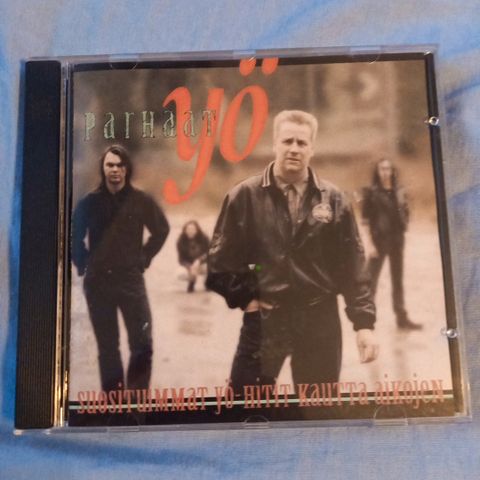 Parhaat
yö
suosituimmat yö-hitit kautta aikojen